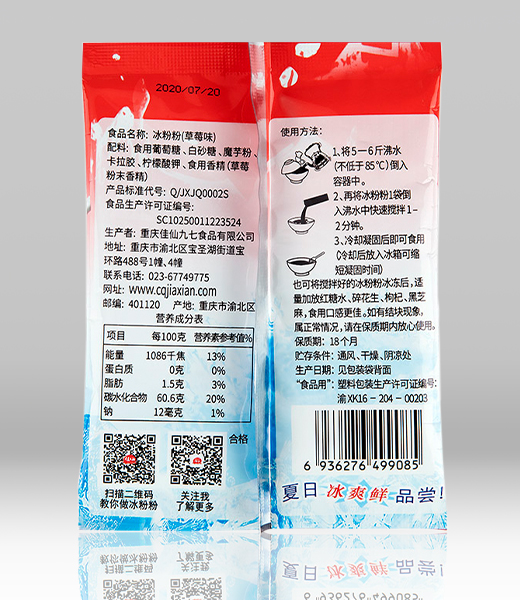 2020/07/20
食品名称: 冰粉粉(草莓味)
配料: 食用葡萄糖、白砂糖、魔芋粉、
卡拉胶、柠檬酸钾、食用香精(草莓
粉末香精)
产品标准代号: Q/JXJQ0002S
食品生产许可证编号:
SC10250011223524
生产者: 重庆佳仙九七食品有限公司
地址: 重庆市渝北区宝圣湖街道宝
环路488号1幢、4幢
联系电话: 023-67749775
网址: www.cqjiaxian.com
邮编: 401120 产地: 重庆市渝北区
营养成分表
项目 每100克 营养素参考值%
能量 1086千焦 13%
蛋白质 0克 0%
脂肪 1.5克 3%
碳水化合物 60.6克 20%
钠 12毫克 1%
合格
扫描二维码
教你做冰粉粉
关注我
了解更多
使用方法:
1.将5一6斤沸水
(不低于85℃)倒入
容器中。
2、再将冰粉粉1袋倒
入沸水中快速搅拌1-
2分钟。
3、冷却凝固后即可食用
(冷却后放入冰箱可缩
短凝固时间)
也可将搅拌好的冰粉粉冰冻后,适
量加放红糖水、碎花生、枸杞、黑芝
麻,食用口感更佳。如有结块现象。
属正常情况,请在保质期内放心使用。
保质期: 18个月
贮存条件: 通风、干燥、阴凉处
生产日期: 见包装袋背面
“食品用”: 塑料包装生产许可证编号:
渝XK16-204-00203
6 936276 499085
夏日 冰爽鲜 品尝!